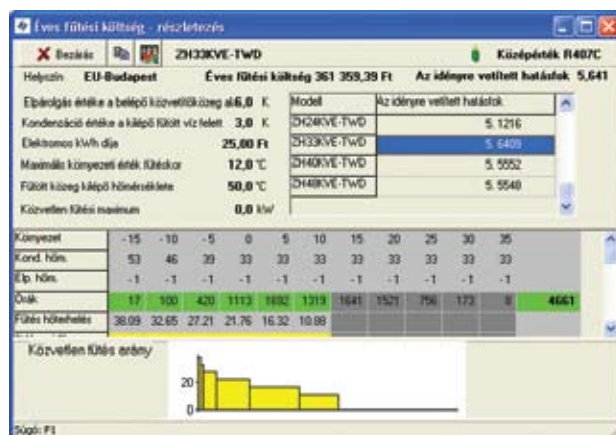 Éves fűtési költség - részletezés
Bezárás ZH33KVE-TWD Középérték R407C
Helyszín EU-Budapest Éves fűtési költség 361 359,39 Ft Az idényre vetített hatásfok 5,641
Elpárolgás értéke a belépő közvetítőközeg al 6,0 K
Kondenzáció értéke a kilépő fűtött víz felett 3,0 K
Elektromos kWh díja 25,00 Ft
Maximális környezeti érték fűtéskor 12,0 °C
Fűtött közeg kilépő hőmérséklete 50,0 °C
Közvetlen fűtési maximum 0,0 kW
Modell Az idényre vetített hatásfok
ZH24KVE-TWD 5. 1216
ZH33KVE-TWD 5. 6409
ZH40KVE-TWD 5. 5552
ZH48KVE-TWD 5. 5540
Környezet -15 -10 -5 0 5 10 15 20 25 30 35
Kond. hőm. 53 46 39 33 33 33 33 33 33 33 33
Elp. hőm. -1 -1 -1 -1 -1 -1 -1 -1 -1 -1 -1
Órák 17 100 420 1113 1692 1319 1641 1521 756 173 8 4661
Fűtés hőterhelés 38.09 32.65 27.21 21.76 16.32 10.88
Közvetlen fűtés arány
20
0
Súgó: F1